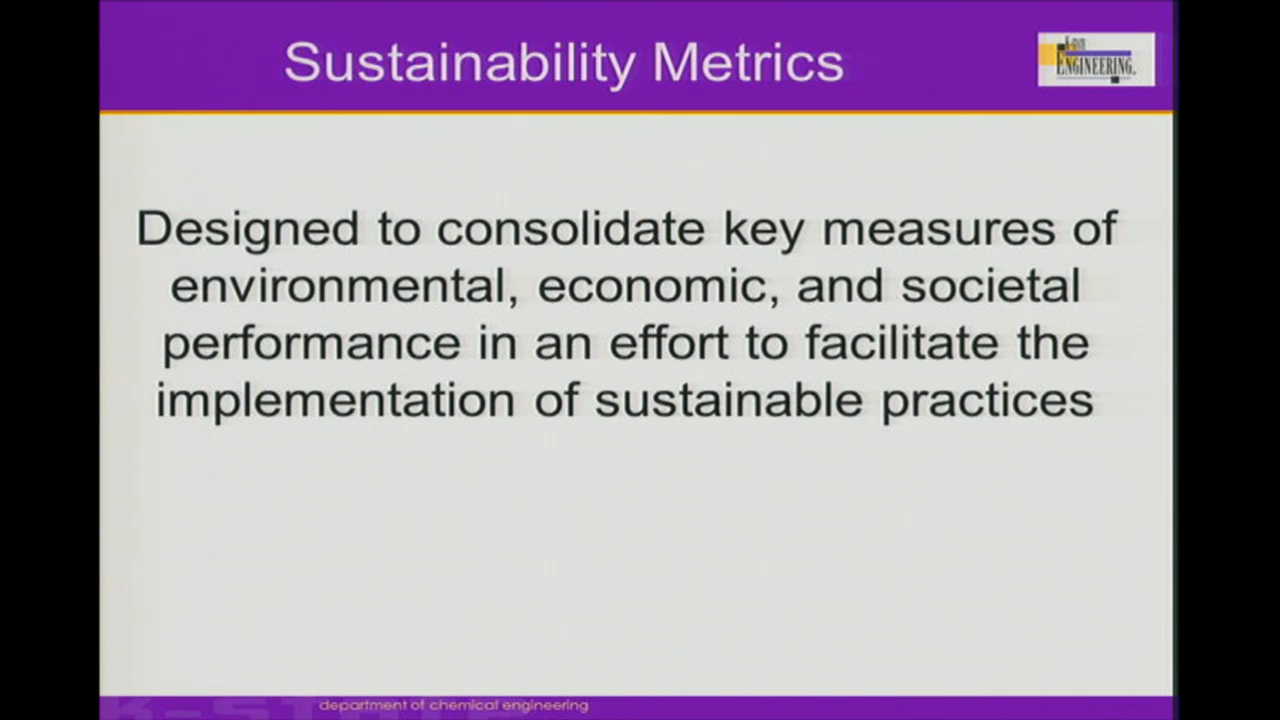 Sustainability Metrics
ENGINEERING
Designed to consolidate key measures of
environmental, economic, and societal
performance in an effort to facilitate the
implementation of sustainable practices
department of chemical engineering